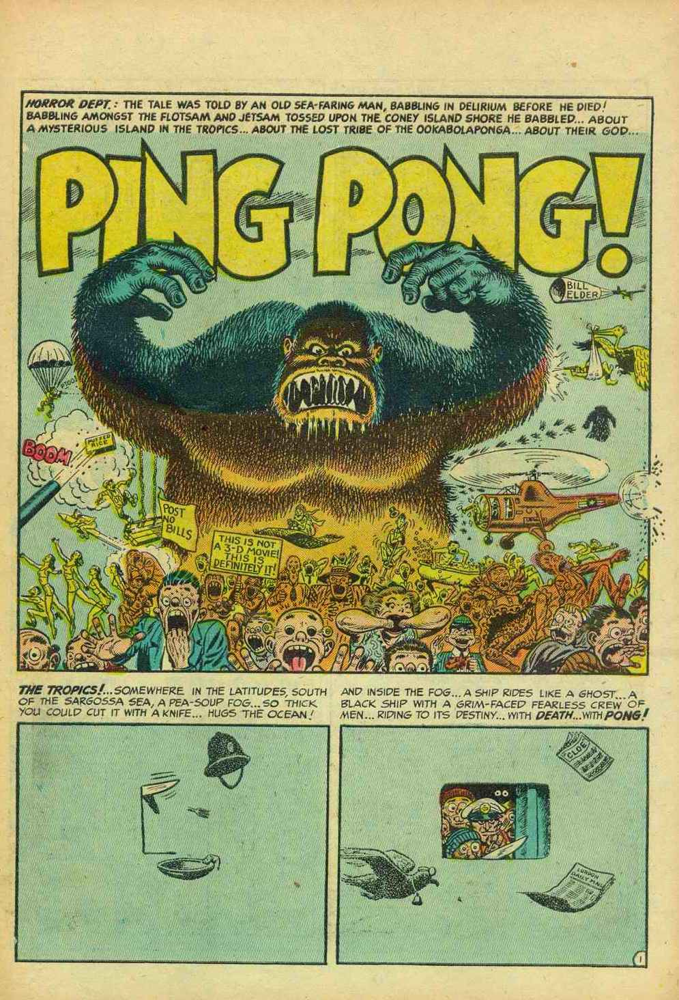 HORROR DEPT.: THE TALE WAS TOLD BY AN OLD SEA-FARING MAN, BABBLING IN DELIRIUM BEFORE HE DIED!
BABBLING AMONGST THE FLOTSAM AND JETSAM TOSSED UPON THE CONEY ISLAND SHORE HE BABBLED... ABOUT
A MYSTERIOUS ISLAND IN THE TROPICS... ABOUT THE LOST TRIBE OF THE OOKABOLAPONGA... ABOUT THEIR GOD...
PING PONG!
BILL
ELDER
BOOM
PUFFED
RICE
POST
NO
BILLS
THIS IS NOT
A 3-D MOVIE!
THIS IS
DEFINITELY IT!
THE TROPICS!...SOMEWHERE IN THE LATITUDES, SOUTH
OF THE SARGOSSA SEA, A PEA-SOUP FOG...SO THICK
YOU COULD CUT IT WITH A KNIFE... HUGS THE OCEAN!
AND INSIDE THE FOG... A SHIP RIDES LIKE A GHOST... A
BLACK SHIP WITH A GRIM-FACED FEARLESS CREW OF
MEN... RIDING TO ITS DESTINY... WITH DEATH...WITH PONG!
CLOE
LONDON
DAILY MAIL
1